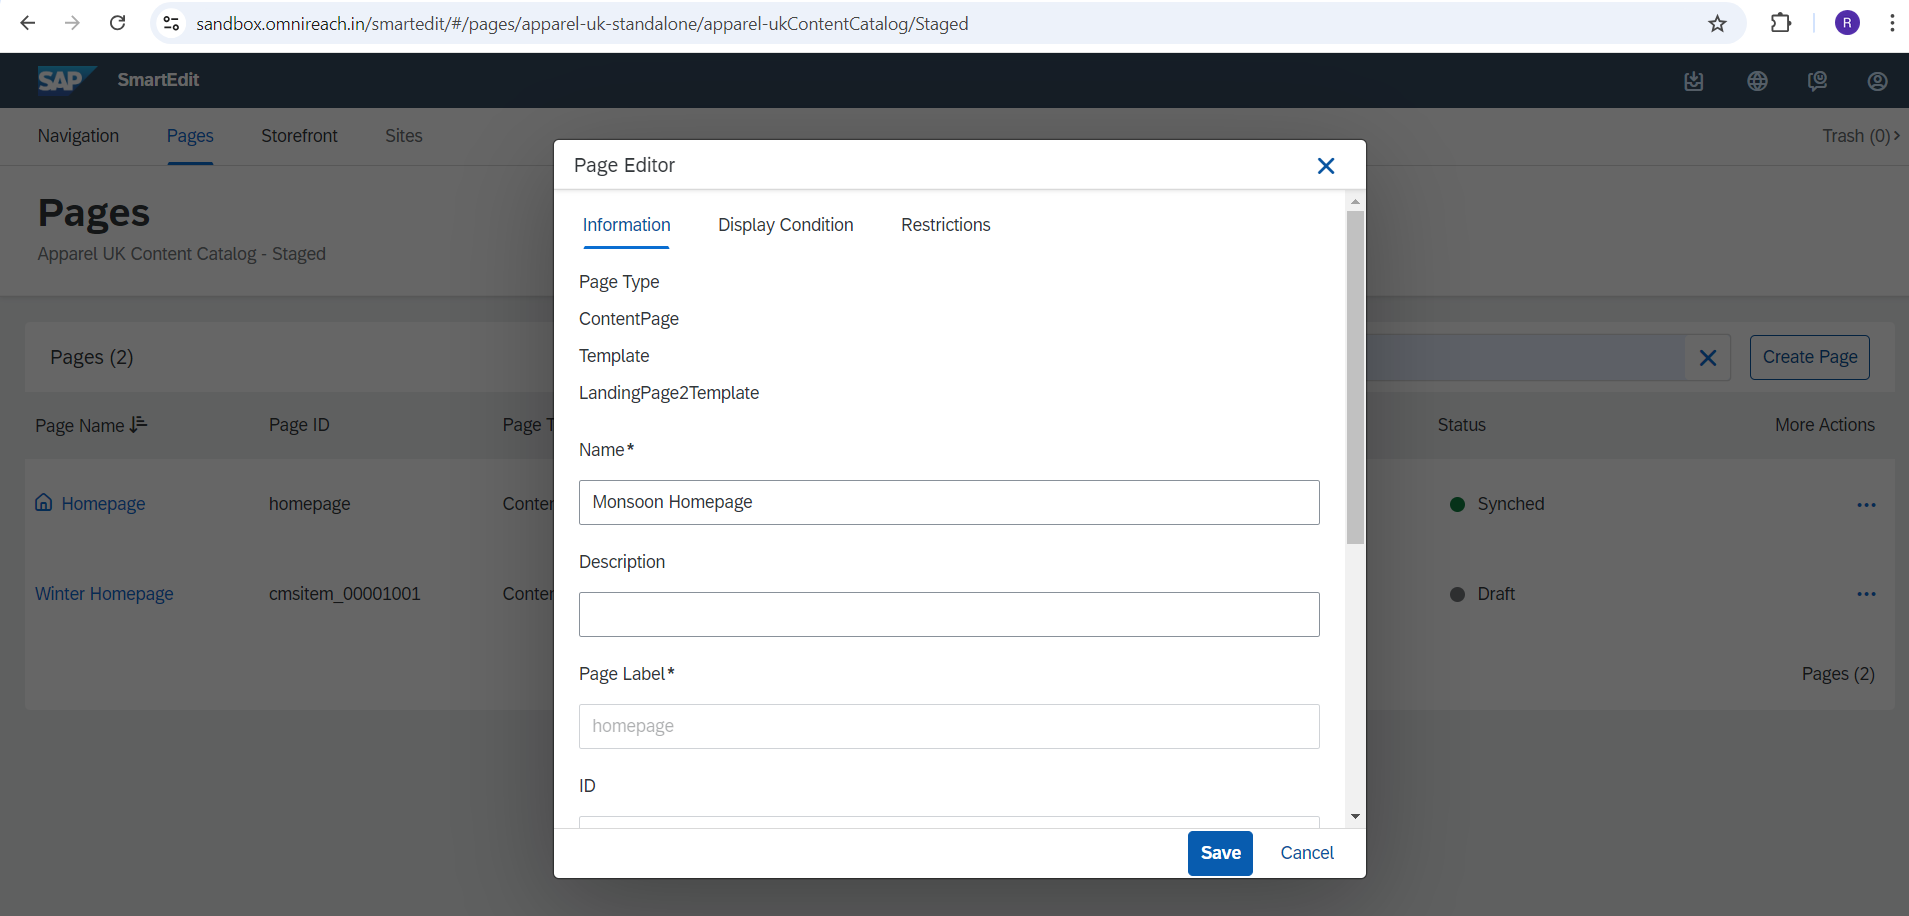 sandbox.omnireach.in/smartedit/#/pages/apparel-uk-standalone/apparel-ukContentCatalog/Staged
R
SAP SmartEdit
Navigation Pages Storefront Sites Trash (0)
Pages
Apparel UK Content Catalog - Staged
Pages (2) Create Page
Page Name Page ID Page T Status More Actions
Homepage homepage Conten Synched
Winter Homepage cmsitem_00001001 Conten Draft
Pages (2)
Page Editor
Information Display Condition Restrictions
Page Type
ContentPage
Template
LandingPage2Template
Name*
Monsoon Homepage
Description
Page Label*
homepage
ID
Save Cancel